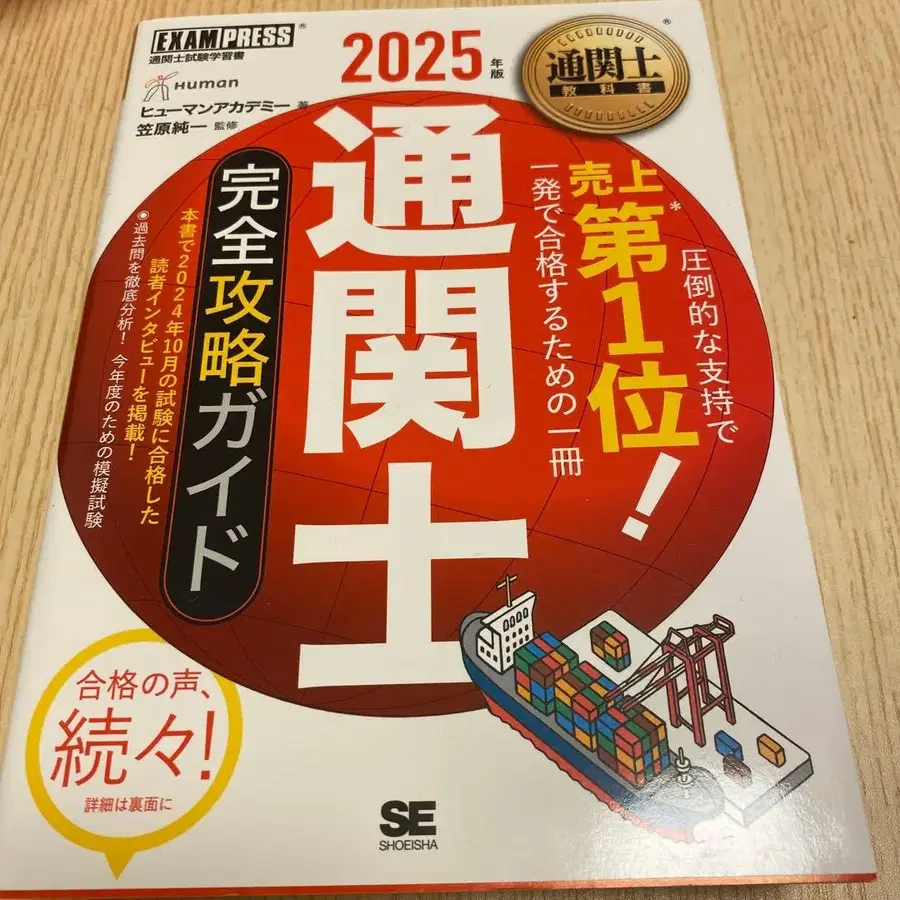 EXAMPRESS®
通関士試験学習書
Human
ヒューマンアカデミー 著
笠原純一 監修
2025年版
通関士®
教科書
圧倒的な支持で
売上*
第1位!
一発で合格するための一冊
通関士
完全攻略ガイド
本書で2024年10月の試験に合格した
読者インタビューを掲載!
◉過去問を徹底分析! 今年度のための模擬試験
合格の声、
続々!
詳細は裏面に
SE
SHOEISHA